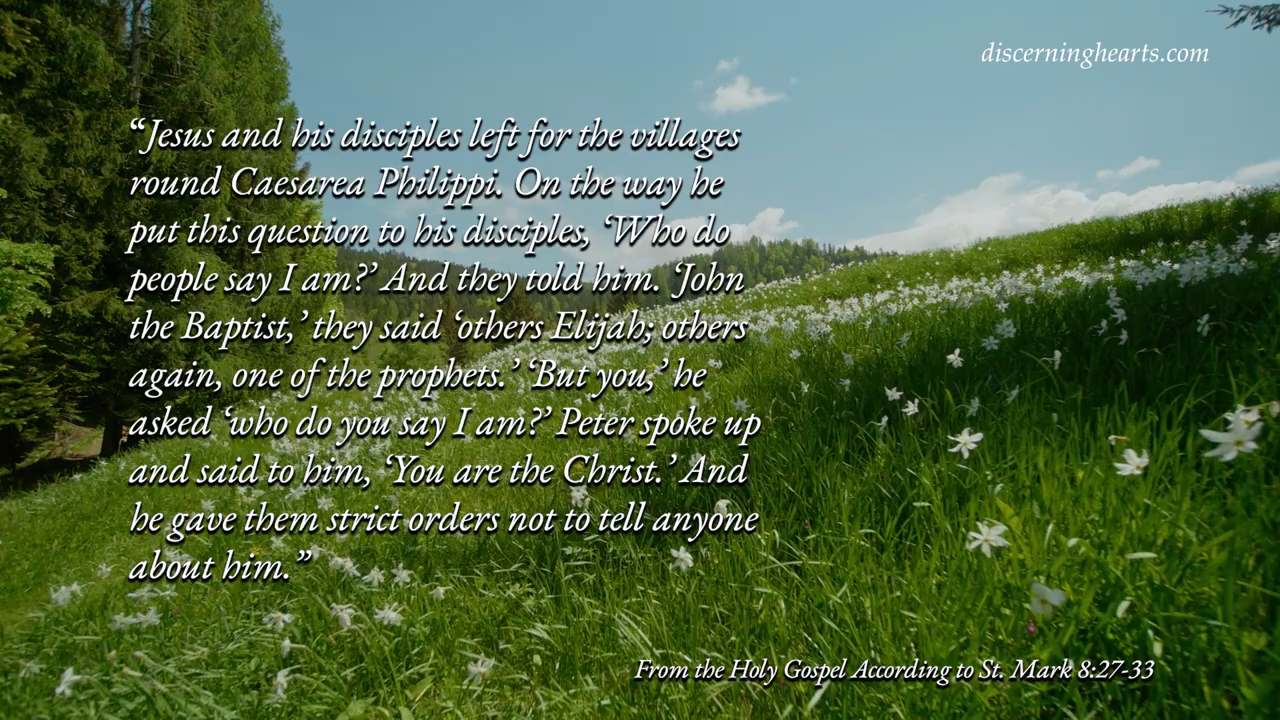 discerninghearts.com
“Jesus and his disciples left for the villages
round Caesarea Philippi. On the way he
put this question to his disciples, ‘Who do
people say I am?’ And they told him. ‘John
the Baptist,’ they said ‘others Elijah; others
again, one of the prophets.’ ‘But you,’ he
asked ‘who do you say I am?’ Peter spoke up
and said to him, ‘You are the Christ.’ And
he gave them strict orders not to tell anyone
about him.”
From the Holy Gospel According to St. Mark 8:27-33